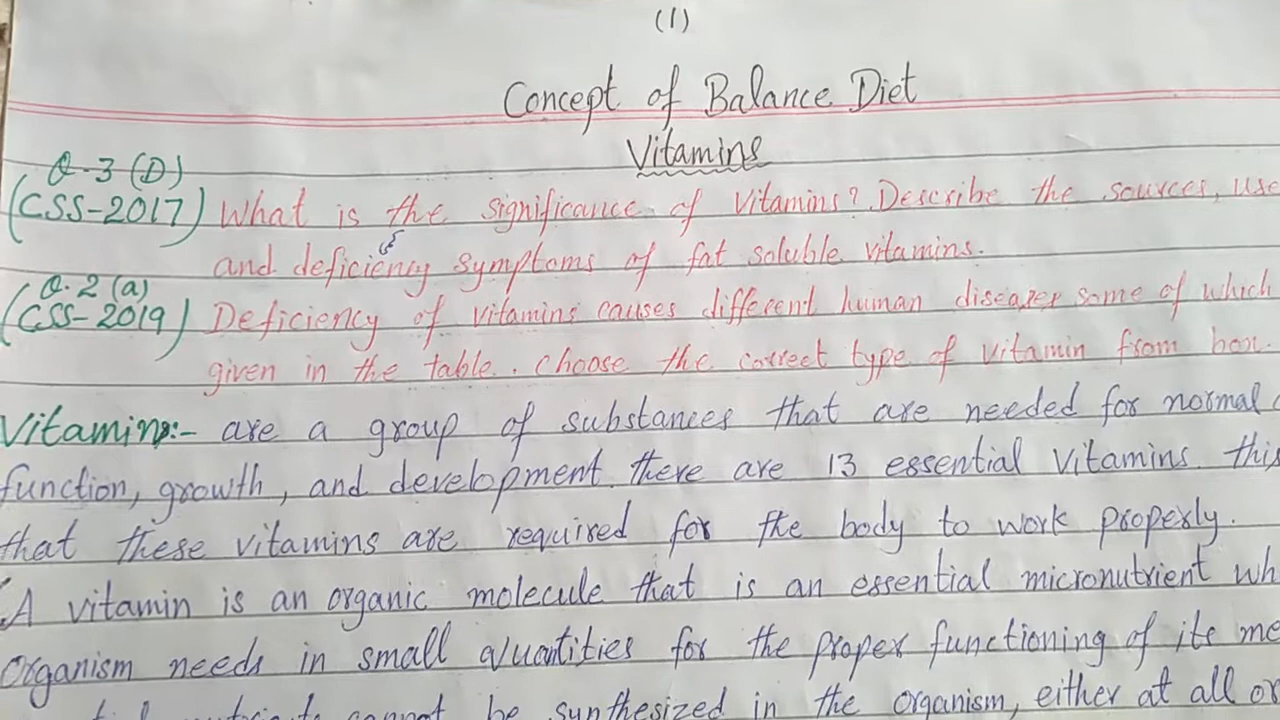 (1)
Concept of Balance Diet
Vitamins
Q.3 (D)
(CSS-2017) What is the significance of Vitamins? Describe the sources, use
and deficiency symptoms of fat soluble vitamins.
Q.2 (a)
(CSS-2019) Deficiency of vitamins causes different human diseases some of which
given in the table. Choose the correct type of vitamin from box.
Vitamins:- are a group of substances that are needed for normal
function, growth, and development. there are 13 essential vitamins. this
that these vitamins are required for the body to work properly.
A vitamin is an organic molecule that is an essential micronutrient wh
Organism needs in small quantities for the proper functioning of its me
cannot be synthesized in the organism, either at all or